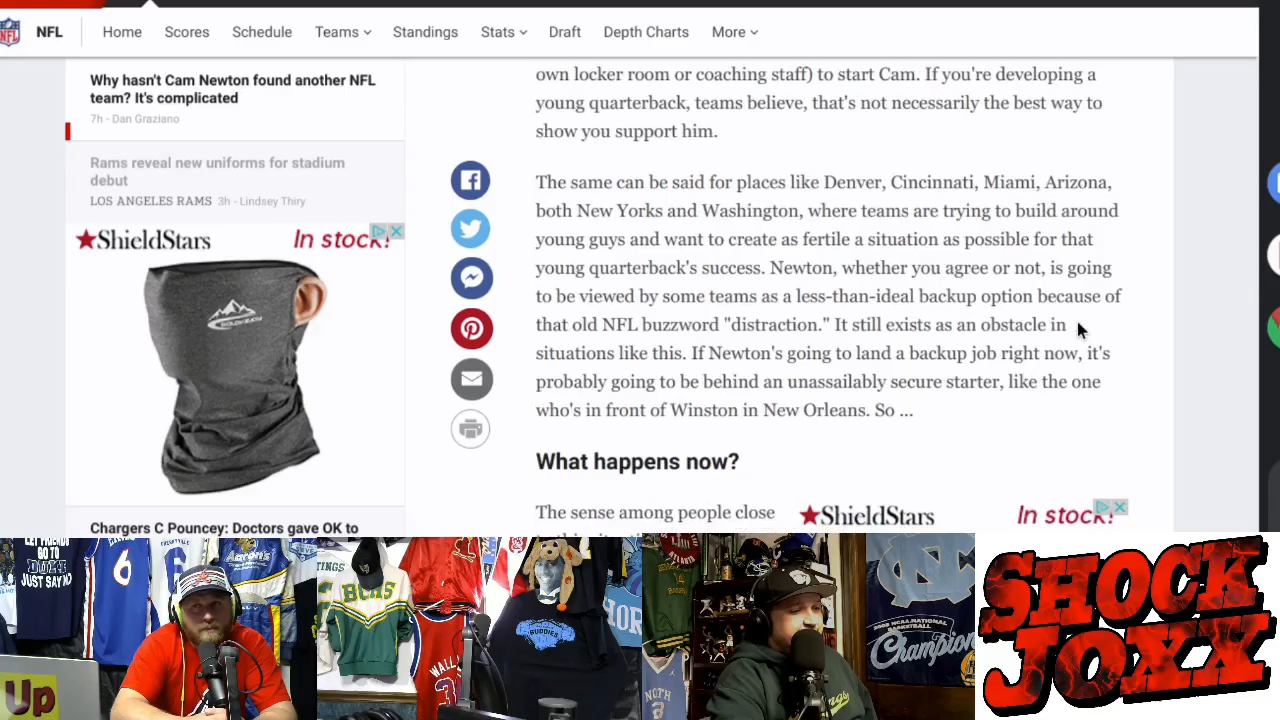 NFL
Home
Scores
Schedule
Teams
Standings
Stats
Draft
Depth Charts
More
Why hasn't Cam Newton found another NFL
team? It's complicated
7h - Dan Graziano
Rams reveal new uniforms for stadium
debut
LOS ANGELES RAMS 3h - Lindsey Thiry
ShieldStars
In stock!
Chargers C Pouncey: Doctors gave OK to
own locker room or coaching staff) to start Cam. If you're developing a
young quarterback, teams believe, that's not necessarily the best way to
show you support him.
The same can be said for places like Denver, Cincinnati, Miami, Arizona,
both New Yorks and Washington, where teams are trying to build around
young guys and want to create as fertile a situation as possible for that
young quarterback's success. Newton, whether you agree or not, is going
to be viewed by some teams as a less-than-ideal backup option because of
that old NFL buzzword "distraction." It still exists as an obstacle in
situations like this. If Newton's going to land a backup job right now, it's
probably going to be behind an unassailably secure starter, like the one
who's in front of Winston in New Orleans. So ...
What happens now?
The sense among people close
ShieldStars
In stock!
GO TO
JUST SAY NO
6
Up
BUDDIES
NORTH
Champion
SHOCK
JOXX